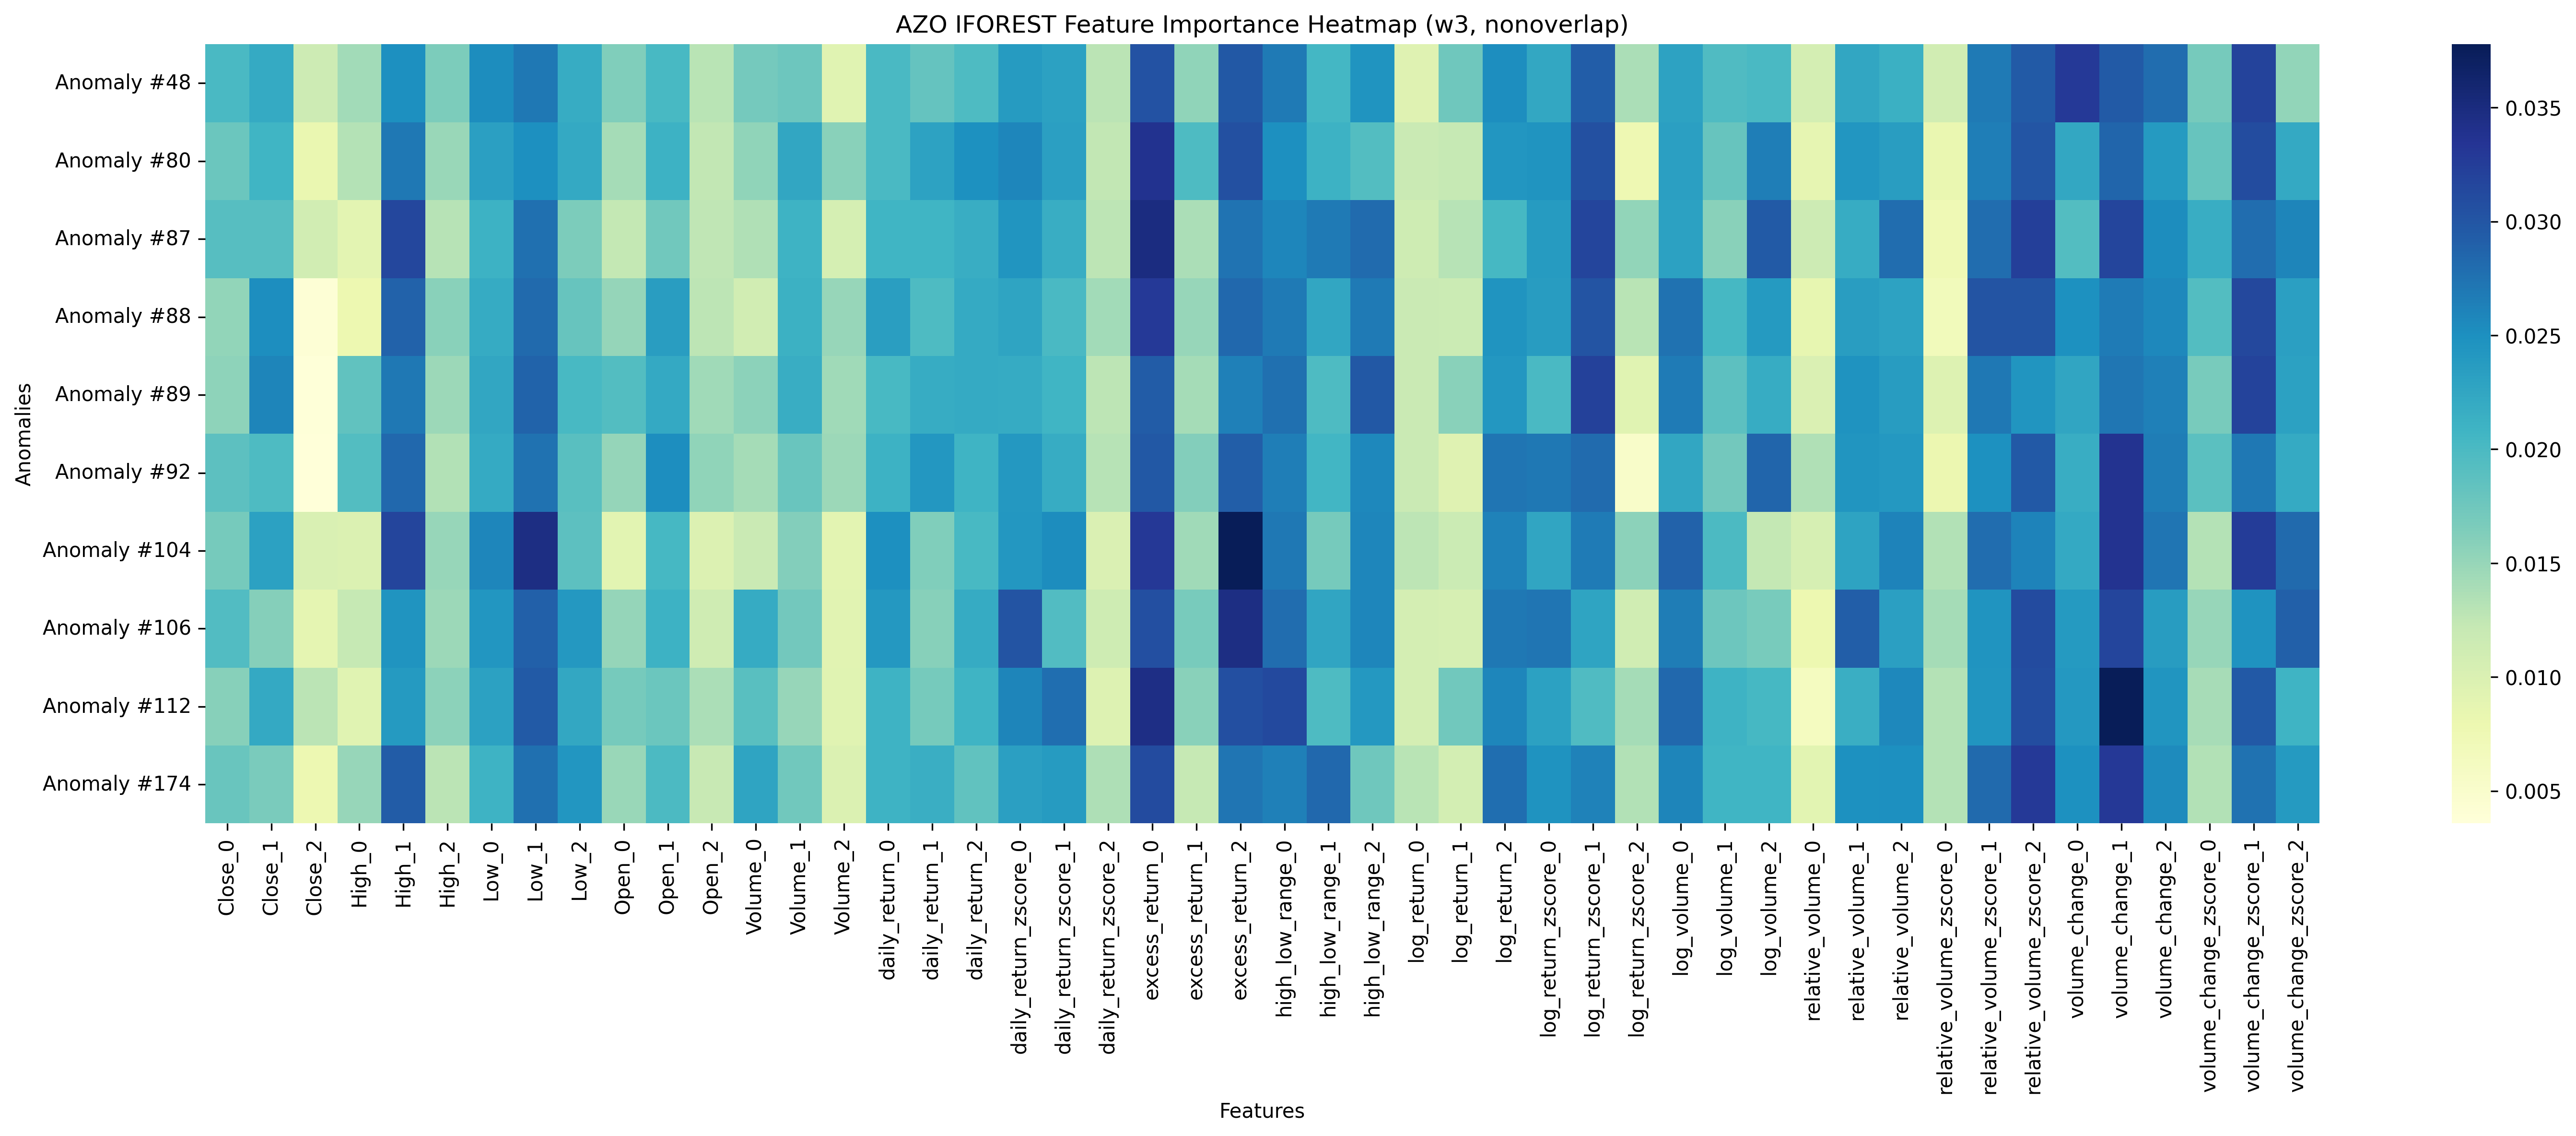 AZO IFOREST Feature Importance Heatmap (w3, nonoverlap)
Anomalies
Anomaly #48
Anomaly #80
Anomaly #87
Anomaly #88
Anomaly #89
Anomaly #92
Anomaly #104
Anomaly #106
Anomaly #112
Anomaly #174
0.035
0.030
0.025
0.020
0.015
0.010
0.005
Close_0
Close_1
Close_2
High_0
High_1
High_2
Low_0
Low_1
Low_2
Open_0
Open_1
Open_2
Volume_0
Volume_1
Volume_2
daily_return_0
daily_return_1
daily_return_2
daily_return_zscore_0
daily_return_zscore_1
daily_return_zscore_2
excess_return_0
excess_return_1
excess_return_2
high_low_range_0
high_low_range_1
high_low_range_2
log_return_0
log_return_1
log_return_2
log_return_zscore_0
log_return_zscore_1
log_return_zscore_2
log_volume_0
log_volume_1
log_volume_2
relative_volume_0
relative_volume_1
relative_volume_2
relative_volume_zscore_0
relative_volume_zscore_1
relative_volume_zscore_2
volume_change_0
volume_change_1
volume_change_2
volume_change_zscore_0
volume_change_zscore_1
volume_change_zscore_2
Features